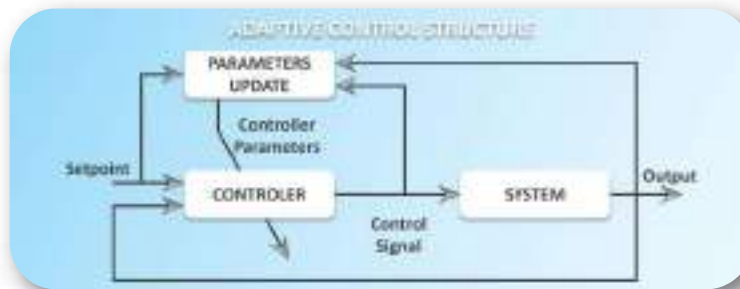 ADAPTIVE CONTROL STRUCTURE
PARAMETERS
UPDATE
Controller
Parameters
Setpoint
CONTROLER
SYSTEM
Output
Control
Signal